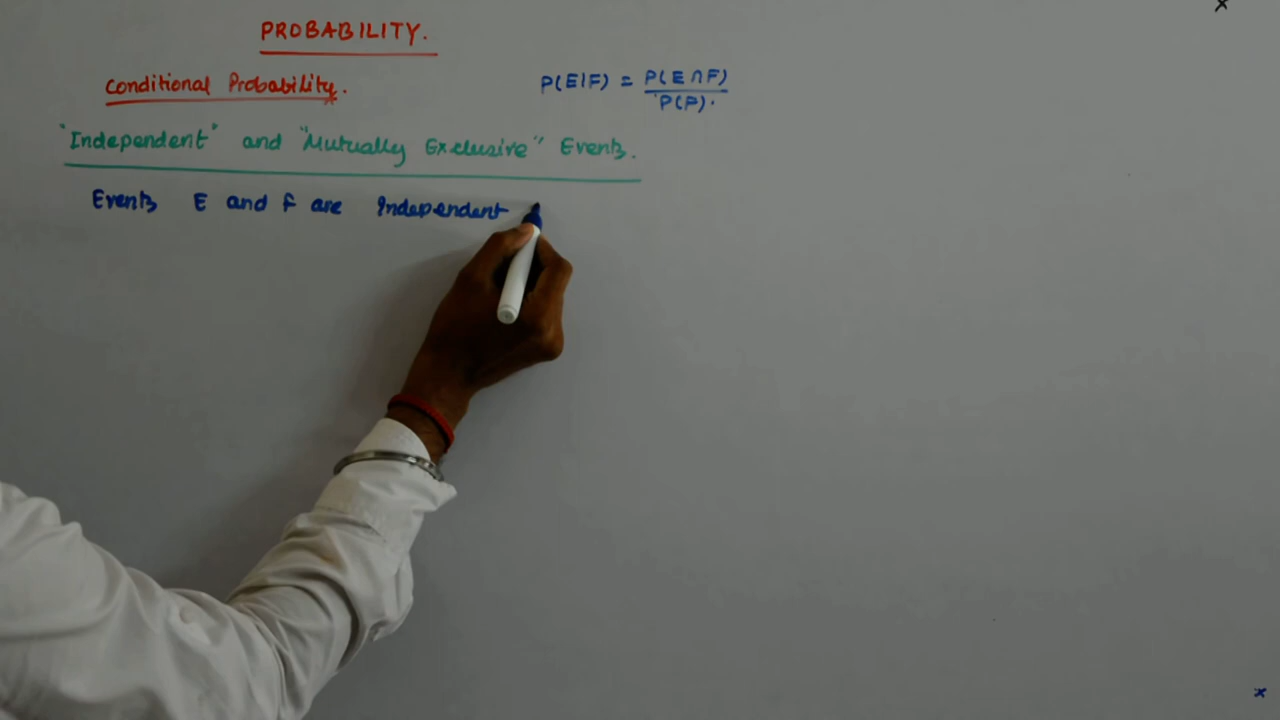 PROBABILITY.
Conditional Probability.
P(E|F) = P(E∩F)
P(F).
"Independent" and "Mutually Exclusive" Events.
Events E and F are Independent